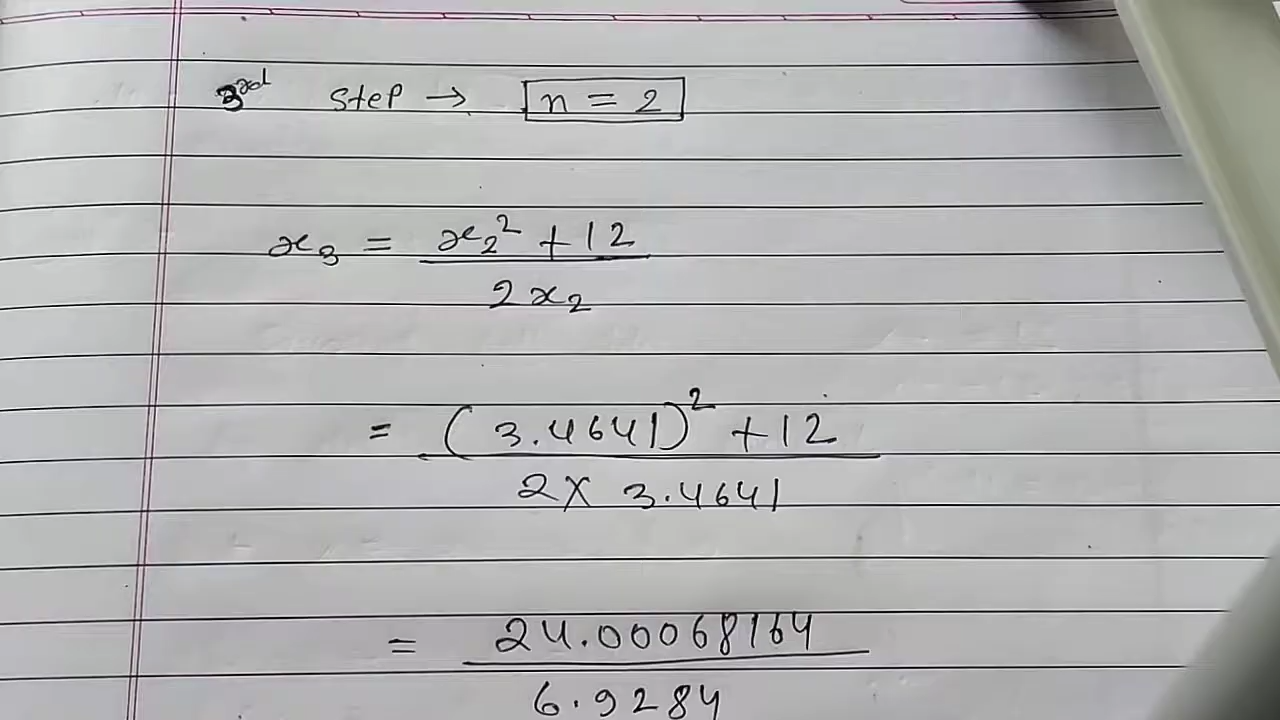 3rd step → n = 2
x₃ = x₂² + 12
2x₂
= (3.4641)² + 12
2 × 3.4641
= 24.00068164
6.9284